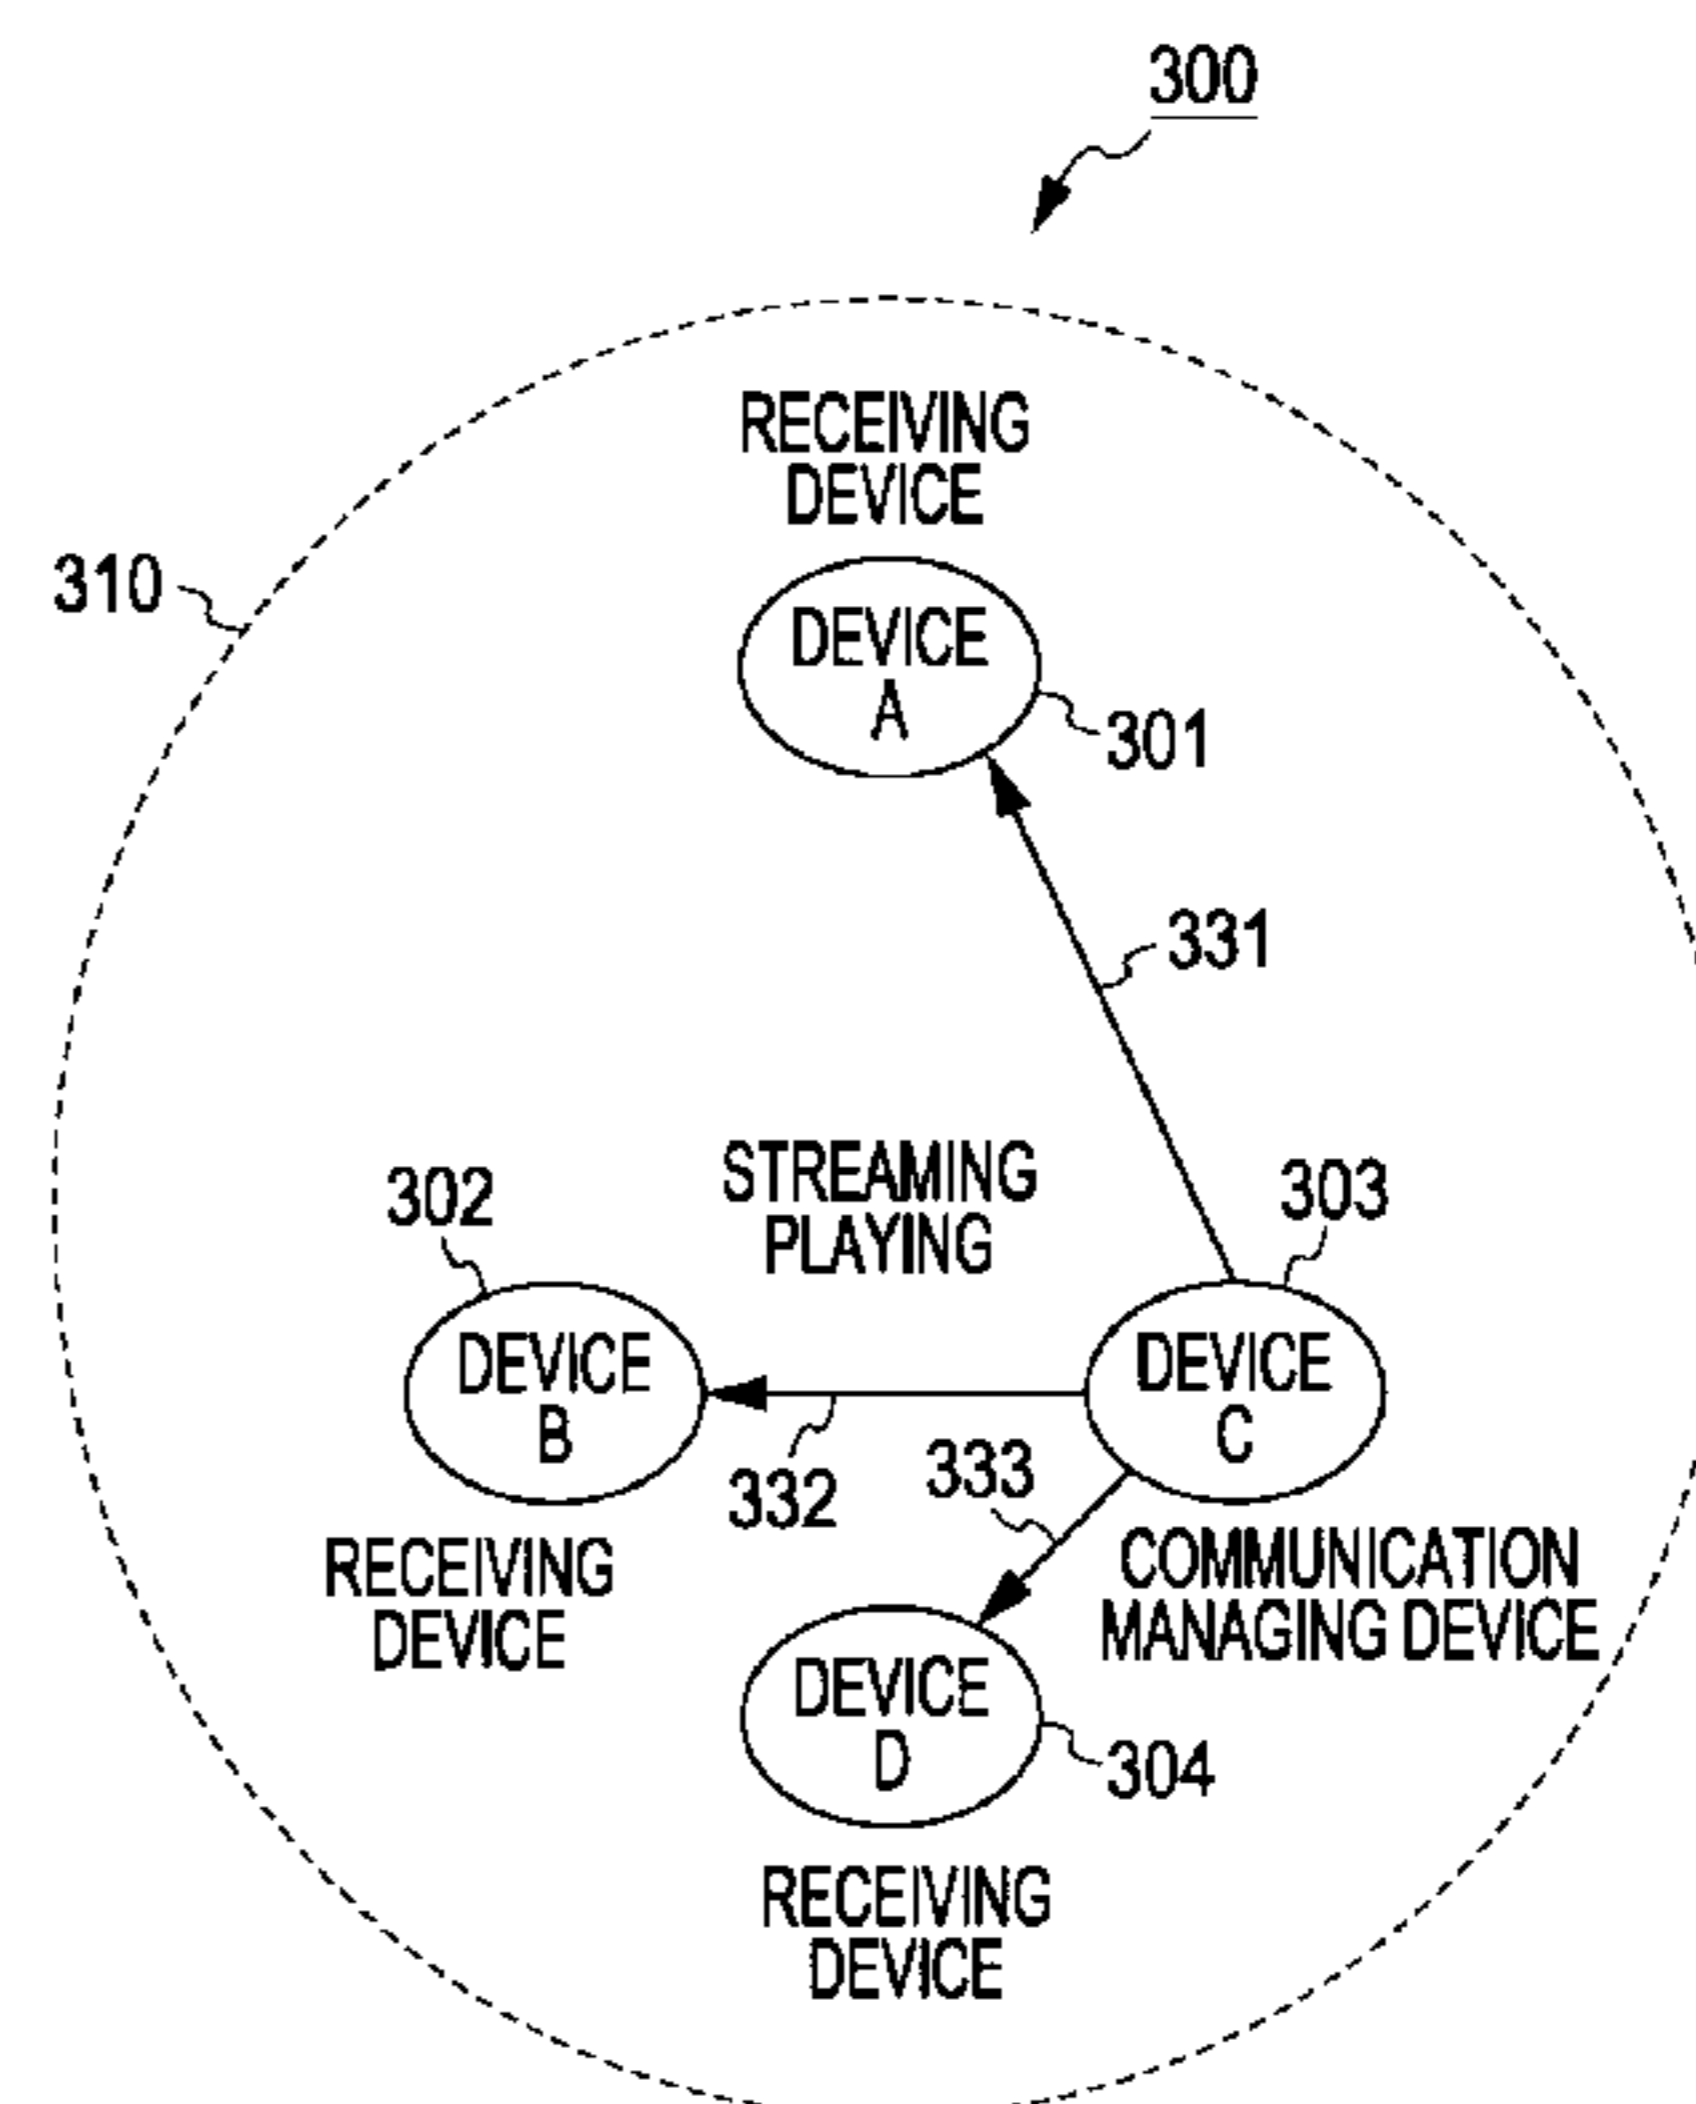 300
RECEIVING
DEVICE
310
DEVICE
A
301
331
STREAMING
PLAYING
302
303
DEVICE
B
DEVICE
C
332
333
RECEIVING
DEVICE
COMMUNICATION
MANAGING DEVICE
DEVICE
D
304
RECEIVING
DEVICE